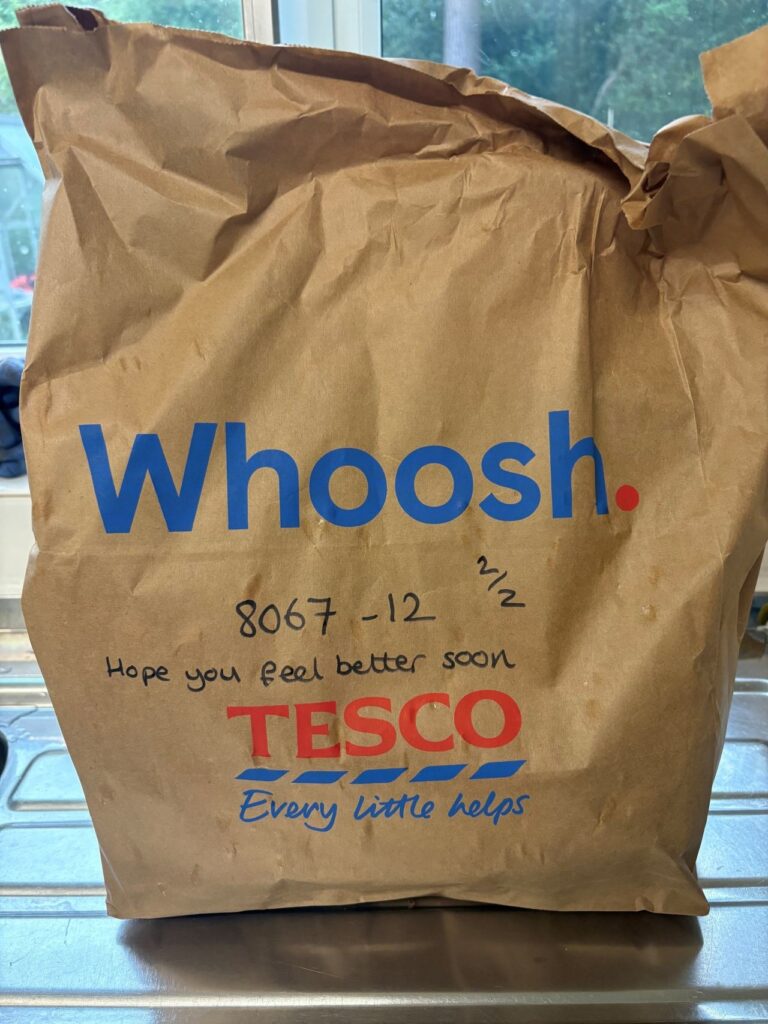 Whoosh.
2/2
8067 -12
Hope you feel better soon
TESCO
Every little helps